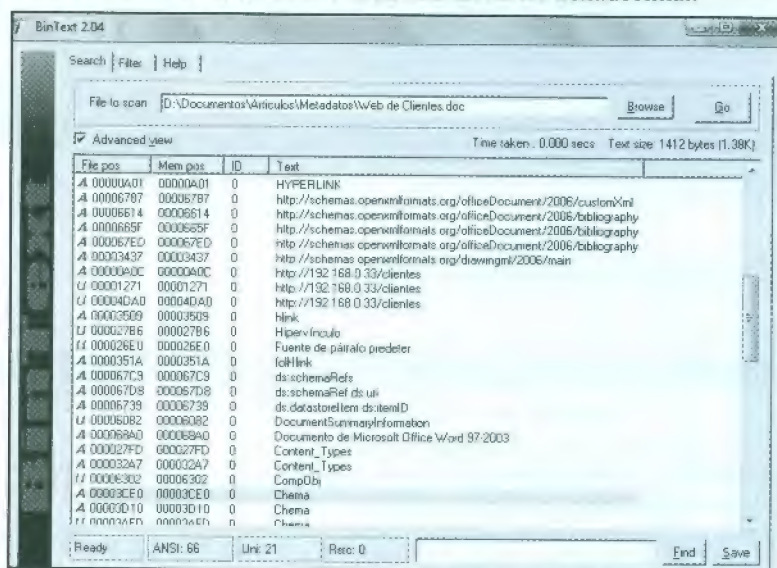 BinText 2.04
Search Filter Help
File to scan D:\Documentos\Articulos\Metadatos\Web de Clientes.doc Browse Go
Advanced view Time taken : 0.000 secs Text size: 1412 bytes (1.38K)
File pos Mem pos ID Text
A 00000A01 00000A01 0 HYPERLINK
A 00006787 00006787 0 http://schemas.openxmlformats.org/officeDocument/2006/customXml
A 00006614 00006614 0 http://schemas.openxmlformats.org/officeDocument/2006/bibliography
A 0000665F 0000665F 0 http://schemas.openxmlformats.org/officeDocument/2006/bibliography
A 000067ED 000067ED 0 http://schemas.openxmlformats.org/officeDocument/2006/bibliography
A 00003437 00003437 0 http://schemas.openxmlformats.org/drawingml/2006/main
A 00000A0C 00000A0C 0 http://192.168.0.33/clientes
U 00001271 00001271 0 http://192.168.0.33/clientes
U 00004DA0 00004DA0 0 http://192.168.0.33/clientes
A 00003509 00003509 0 hlink
U 000027B6 000027B6 0 Hipervínculo
U 000026E0 000026E0 0 Fuente de párrafo predeter
A 0000351A 0000351A 0 folHlink
A 000067C9 000067C9 0 ds:schemaRefs
A 000067D8 000067D8 0 ds:schemaRef ds:uri
A 00006739 00006739 0 ds:datastoreItem ds:itemID
U 00006082 00006082 0 DocumentSummaryInformation
A 000068A0 000068A0 0 Documento de Microsoft Office Word 97-2003
A 000027FD 000027FD 0 Content_Types
A 000032A7 000032A7 0 Content_Types
U 00006302 00006302 0 CompObj
A 00003CE0 00003CE0 0 Chema
A 00003D10 00003D10 0 Chema
0 Chema
Ready ANSI: 66 Uni: 21 Rsrc: 0 Find Save